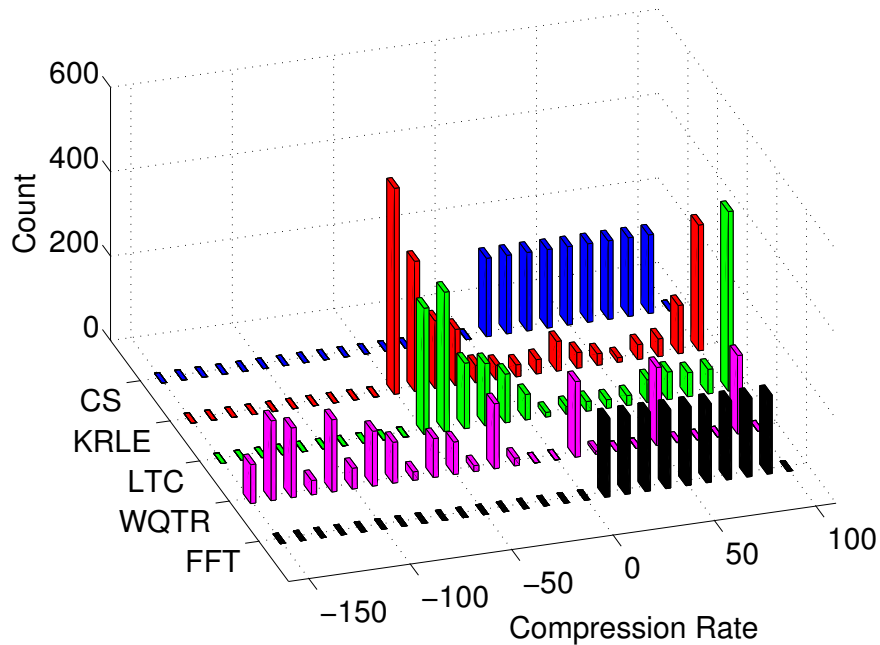 600
400
200
0
Count
CS
KRLE
LTC
WQTR
FFT
−150
−100
−50
0
50
100
Compression Rate